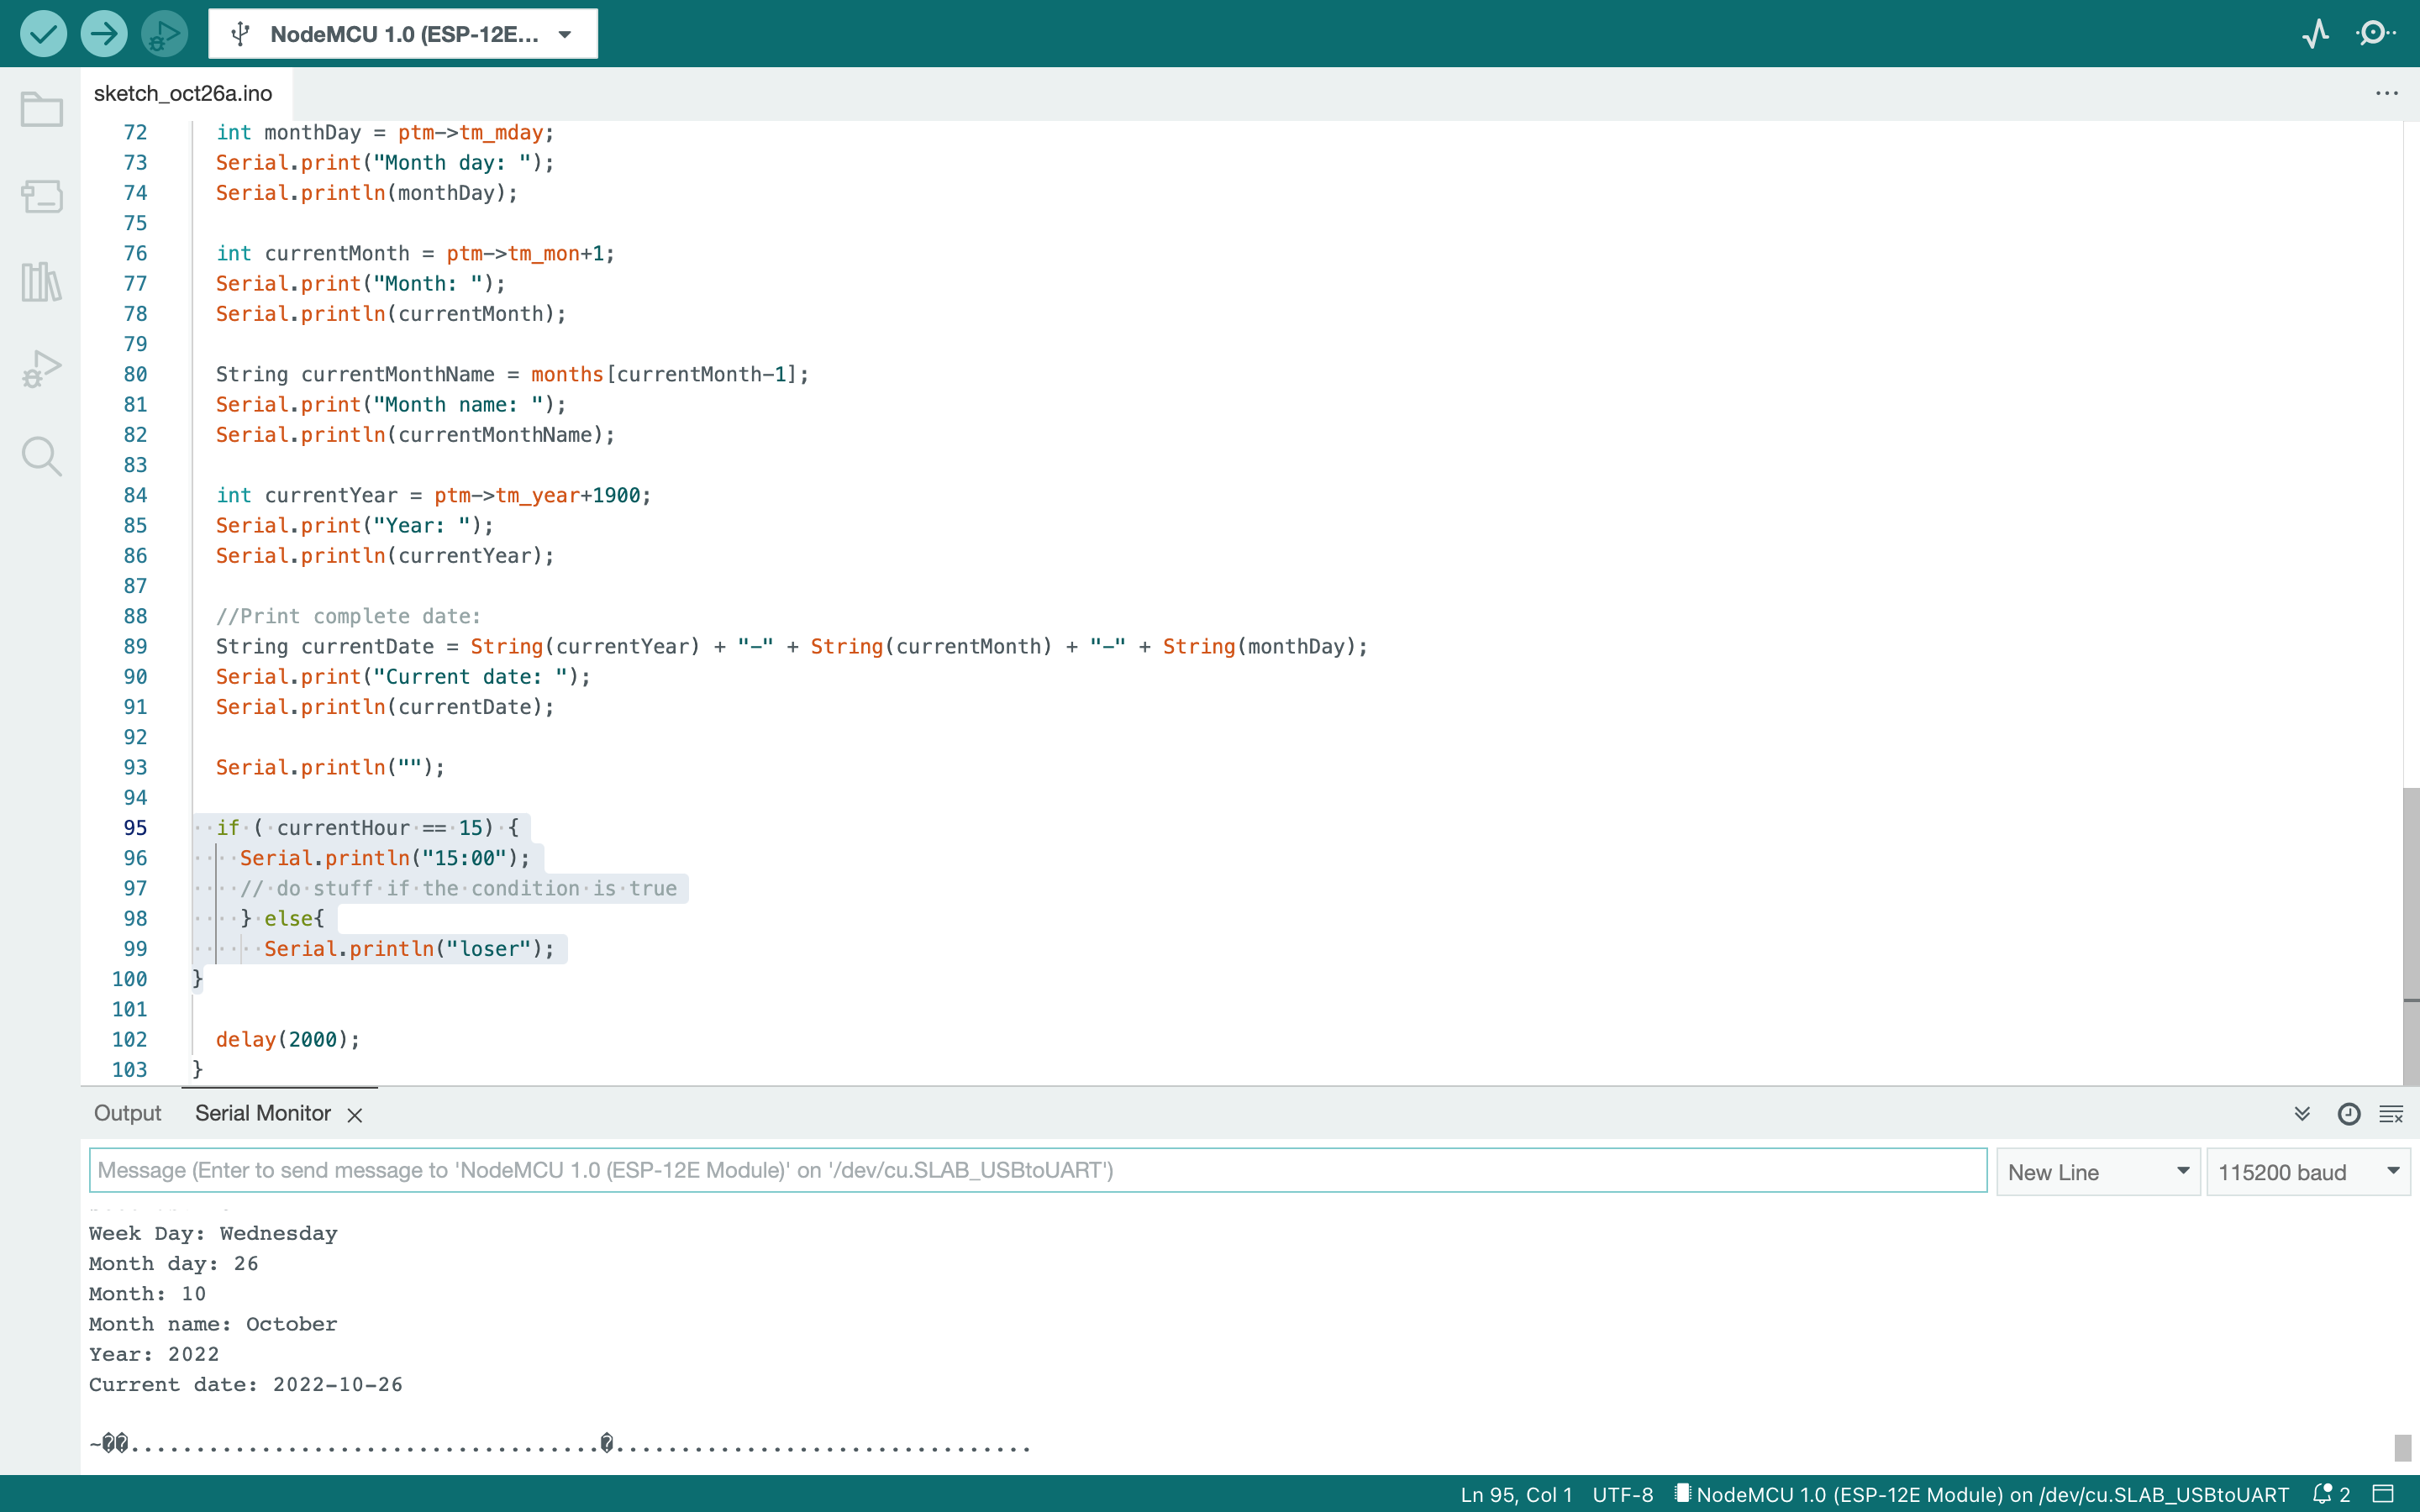 NodeMCU 1.0 (ESP-12E...
sketch_oct26a.ino
72 int monthDay = ptm->tm_mday;
73 Serial.print("Month day: ");
74 Serial.println(monthDay);
75
76 int currentMonth = ptm->tm_mon+1;
77 Serial.print("Month: ");
78 Serial.println(currentMonth);
79
80 String currentMonthName = months[currentMonth-1];
81 Serial.print("Month name: ");
82 Serial.println(currentMonthName);
83
84 int currentYear = ptm->tm_year+1900;
85 Serial.print("Year: ");
86 Serial.println(currentYear);
87
88 //Print complete date:
89 String currentDate = String(currentYear) + "-" + String(currentMonth) + "-" + String(monthDay);
90 Serial.print("Current date: ");
91 Serial.println(currentDate);
92
93 Serial.println("");
94
95 if ( currentHour == 15) {
96 Serial.println("15:00");
97 // do stuff if the condition is true
98 } else{
99 Serial.println("loser");
100 }
101
102 delay(2000);
103 }
Output Serial Monitor
Message (Enter to send message to 'NodeMCU 1.0 (ESP-12E Module)' on '/dev/cu.SLAB_USBtoUART') New Line 115200 baud
Week Day: Wednesday
Month day: 26
Month: 10
Month name: October
Year: 2022
Current date: 2022-10-26
~��....................................�................................
Ln 95, Col 1 UTF-8 NodeMCU 1.0 (ESP-12E Module) on /dev/cu.SLAB_USBtoUART 2